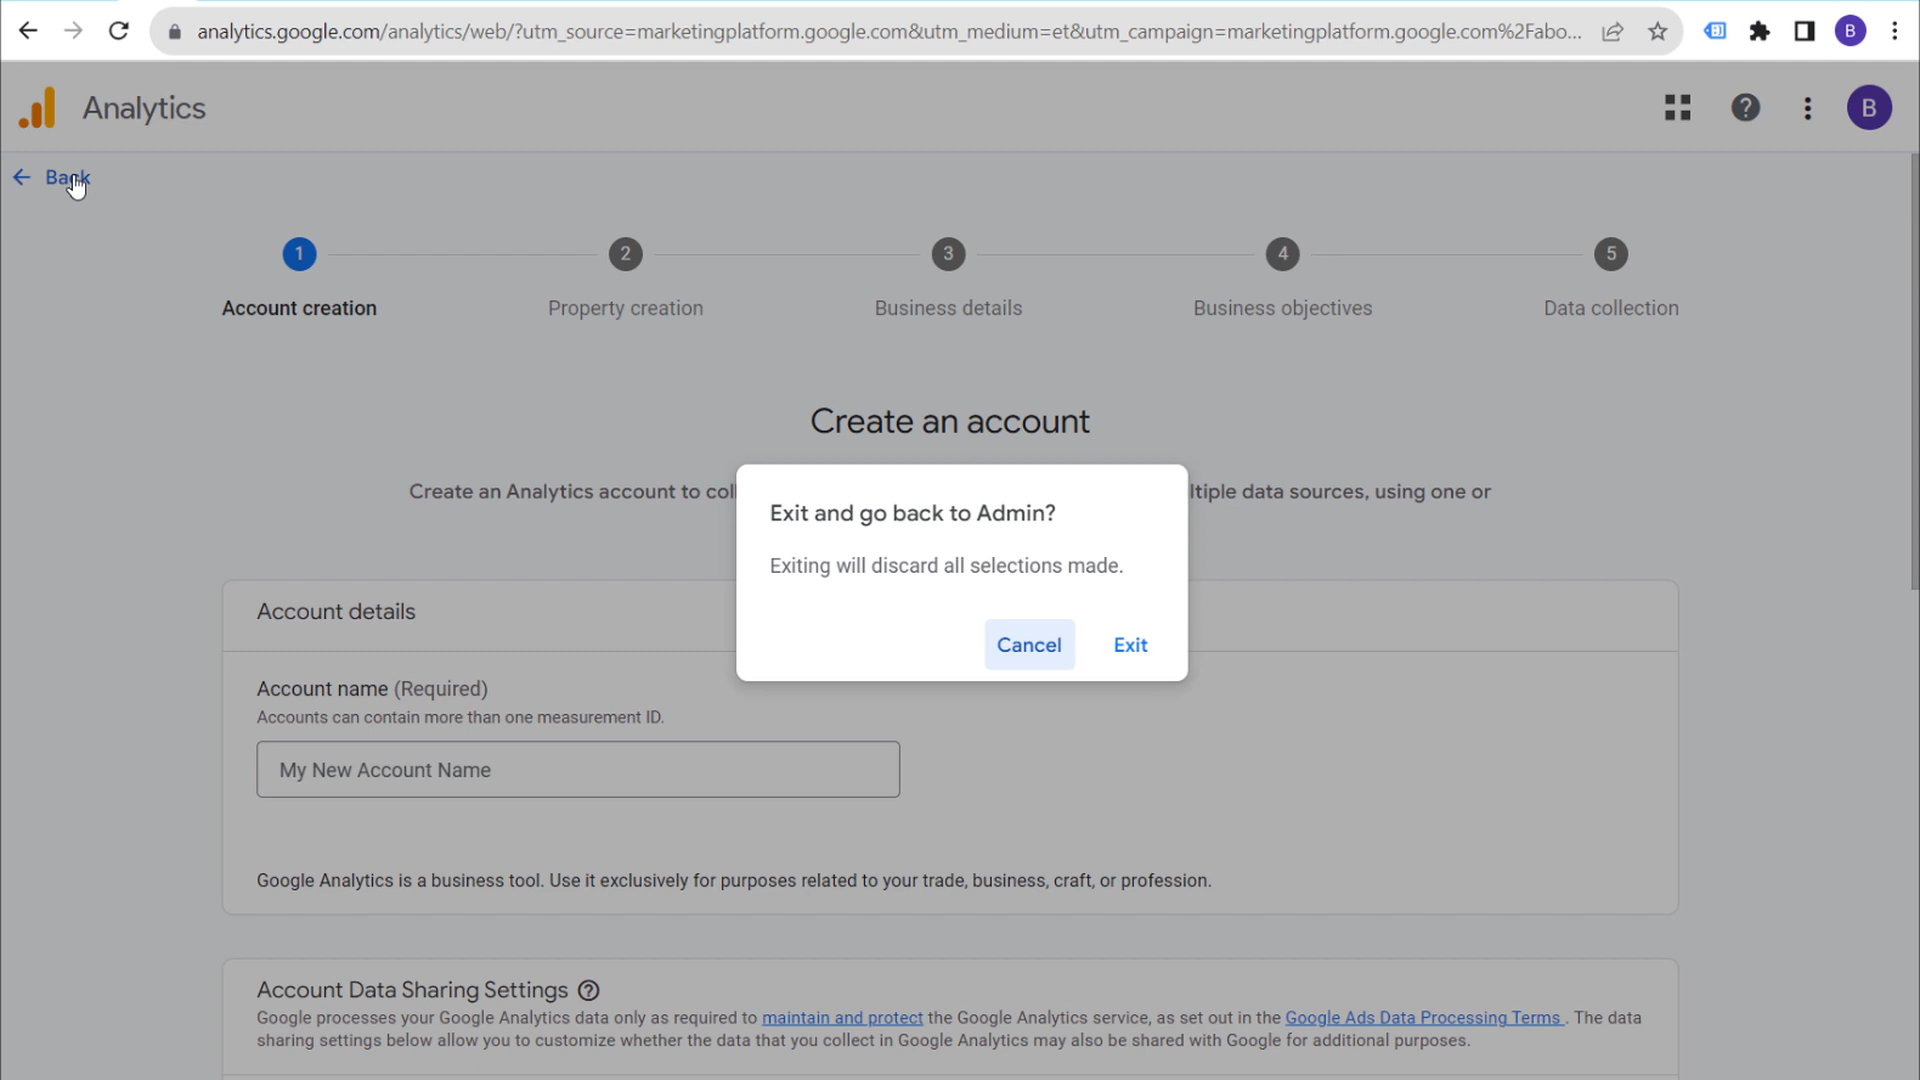 analytics.google.com/analytics/web/?utm_source=marketingplatform.google.com&utm_medium=et&utm_campaign=marketingplatform.google.com%2Fabo...
B
Analytics
B
Back
1
2
3
4
5
Account creation
Property creation
Business details
Business objectives
Data collection
Create an account
Create an Analytics account to coll
ltiple data sources, using one or
Exit and go back to Admin?
Exiting will discard all selections made.
Cancel
Exit
Account details
Account name (Required)
Accounts can contain more than one measurement ID.
My New Account Name
Google Analytics is a business tool. Use it exclusively for purposes related to your trade, business, craft, or profession.
Account Data Sharing Settings
Google processes your Google Analytics data only as required to maintain and protect the Google Analytics service, as set out in the Google Ads Data Processing Terms . The data
sharing settings below allow you to customize whether the data that you collect in Google Analytics may also be shared with Google for additional purposes.